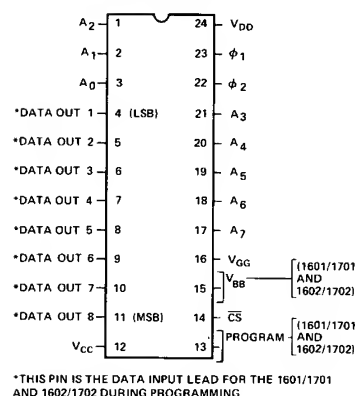 A2 1 24 VDD
A1 2 23 φ1
A0 3 22 φ2
*DATA OUT 1 4 (LSB) 21 A3
*DATA OUT 2 5 20 A4
*DATA OUT 3 6 19 A5
*DATA OUT 4 7 18 A6
*DATA OUT 5 8 17 A7
*DATA OUT 6 9 16 VGG
*DATA OUT 7 10 15 VBB (1601/1701 AND 1602/1702)
*DATA OUT 8 11 (MSB) 14 C̅S̅
VCC 12 13 PROGRAM (1601/1701 AND 1602/1702)
*THIS PIN IS THE DATA INPUT LEAD FOR THE 1601/1701
AND 1602/1702 DURING PROGRAMMING